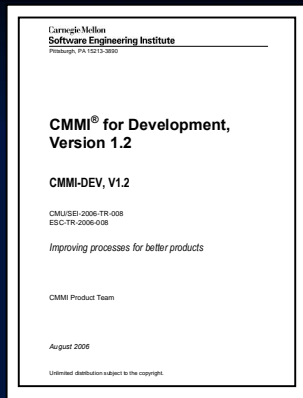 Carnegie Mellon
Software Engineering Institute
Pittsburgh, PA 15213-3890
CMMI® for Development,
Version 1.2
CMMI-DEV, V1.2
CMU/SEI-2006-TR-008
ESC-TR-2006-008
Improving processes for better products
CMMI Product Team
August 2006
Unlimited distribution subject to the copyright.